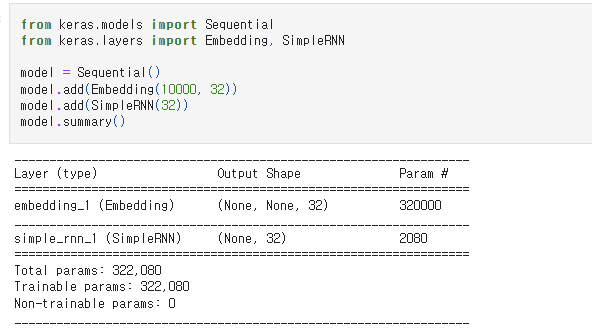 from keras.models import Sequential
from keras.layers import Embedding, SimpleRNN
model = Sequential()
model.add(Embedding(10000, 32))
model.add(SimpleRNN(32))
model.summary()
_________________________________________________________________
Layer (type)                 Output Shape              Param #
=================================================================
embedding_1 (Embedding)      (None, None, 32)          320000
_________________________________________________________________
simple_rnn_1 (SimpleRNN)     (None, 32)                2080
=================================================================
Total params: 322,080
Trainable params: 322,080
Non-trainable params: 0
_________________________________________________________________